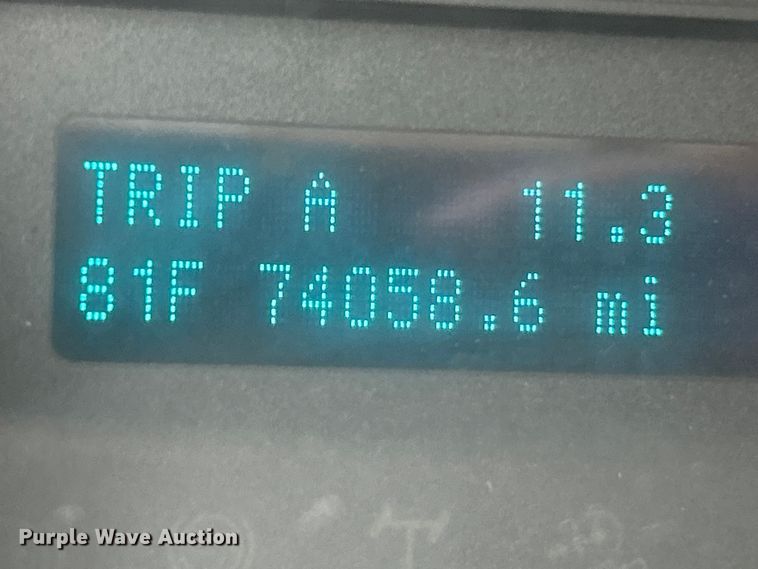 TRIP A 11.3
81F 74058.6 mi
Purple Wave Auction